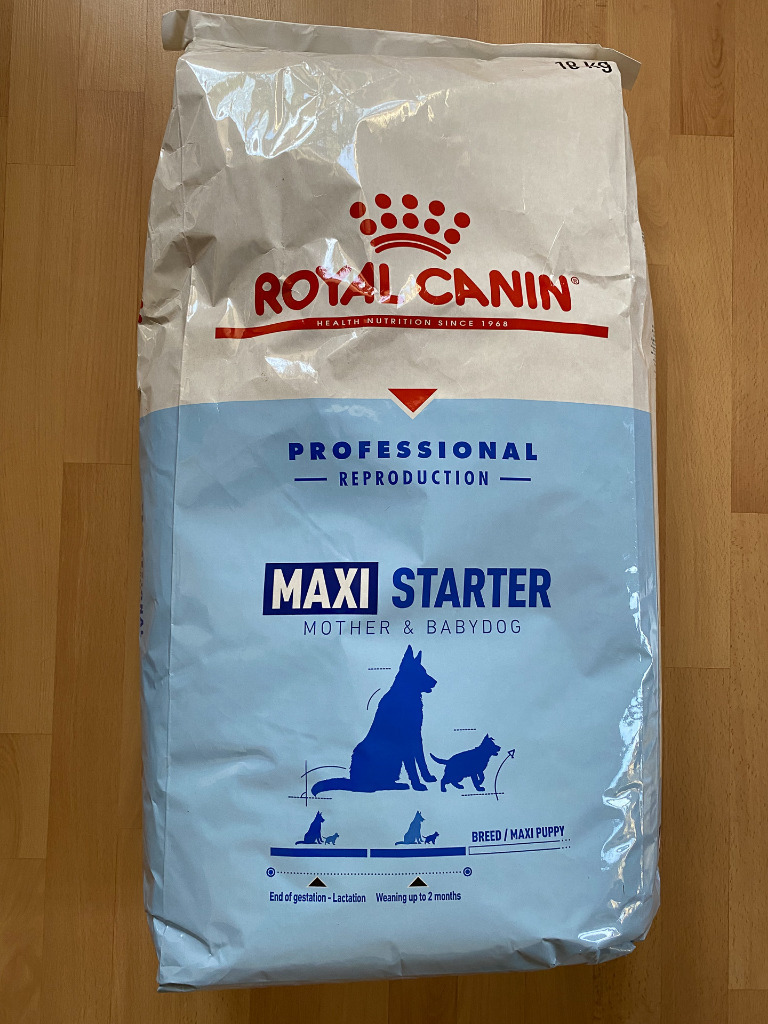 18 kg
ROYAL CANIN®
HEALTH NUTRITION SINCE 1968
PROFESSIONAL
REPRODUCTION
MAXI STARTER
MOTHER & BABYDOG
BREED / MAXI PUPPY
End of gestation - Lactation Weaning up to 2 months